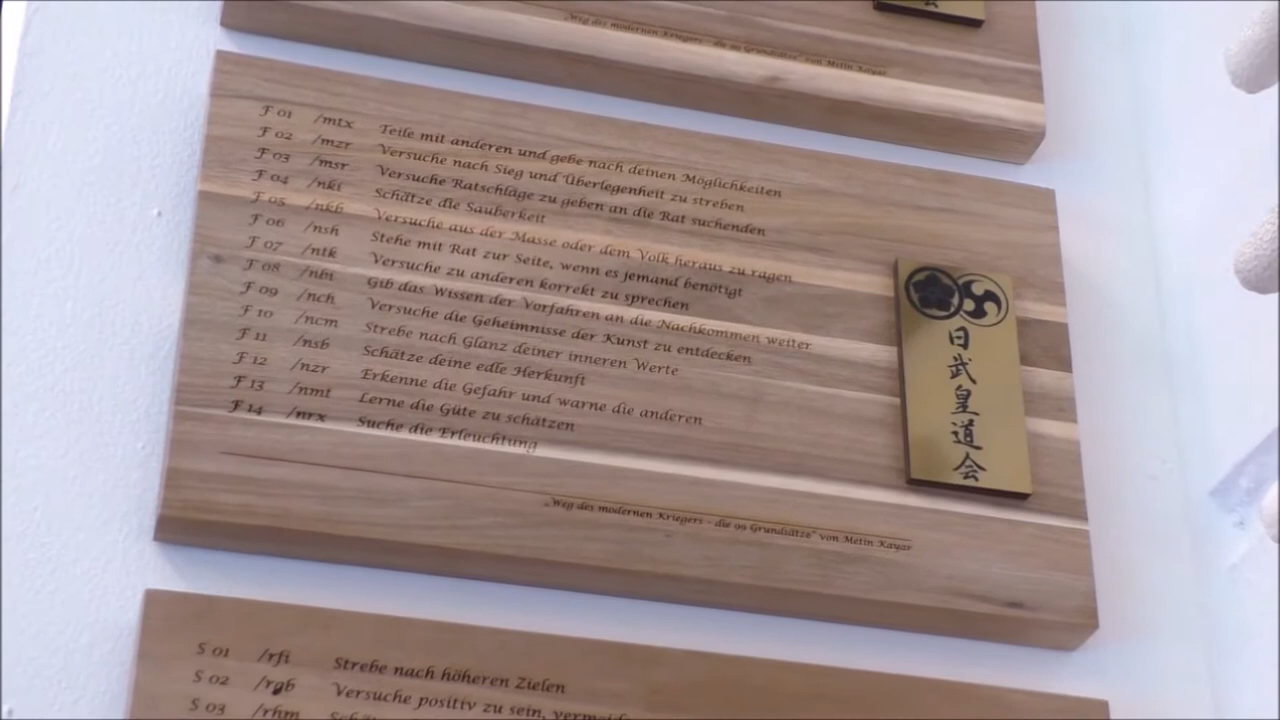 „Weg des modernen Kriegers - die 99 Grundsätze" von Metin Kayar
F 01 /mtx Teile mit anderen und gebe nach deinen Möglichkeiten
F 02 /mzr Versuche nach Sieg und Überlegenheit zu streben
F 03 /msr Versuche Ratschläge zu geben an die Rat suchenden
F 04 /nki Schätze die Sauberkeit
F 05 /nkb Versuche aus der Masse oder dem Volk heraus zu ragen
F 06 /nsh Stehe mit Rat zur Seite, wenn es jemand benötigt
F 07 /ntk Versuche zu anderen korrekt zu sprechen
F 08 /nbi Gib das Wissen der Vorfahren an die Nachkommen weiter
F 09 /nch Versuche die Geheimnisse der Kunst zu entdecken
F 10 /ncm Strebe nach Glanz deiner inneren Werte
F 11 /nsb Schätze deine edle Herkunft
F 12 /nzr Erkenne die Gefahr und warne die anderen
F 13 /nmt Lerne die Güte zu schätzen
F 14 /nrx Suche die Erleuchtung
日武皇道会
„Weg des modernen Kriegers - die 99 Grundsätze" von Metin Kayar
S 01 /rfi Strebe nach höheren Zielen
S 02 /rgb Versuche positiv zu sein,
S 03 /rhm